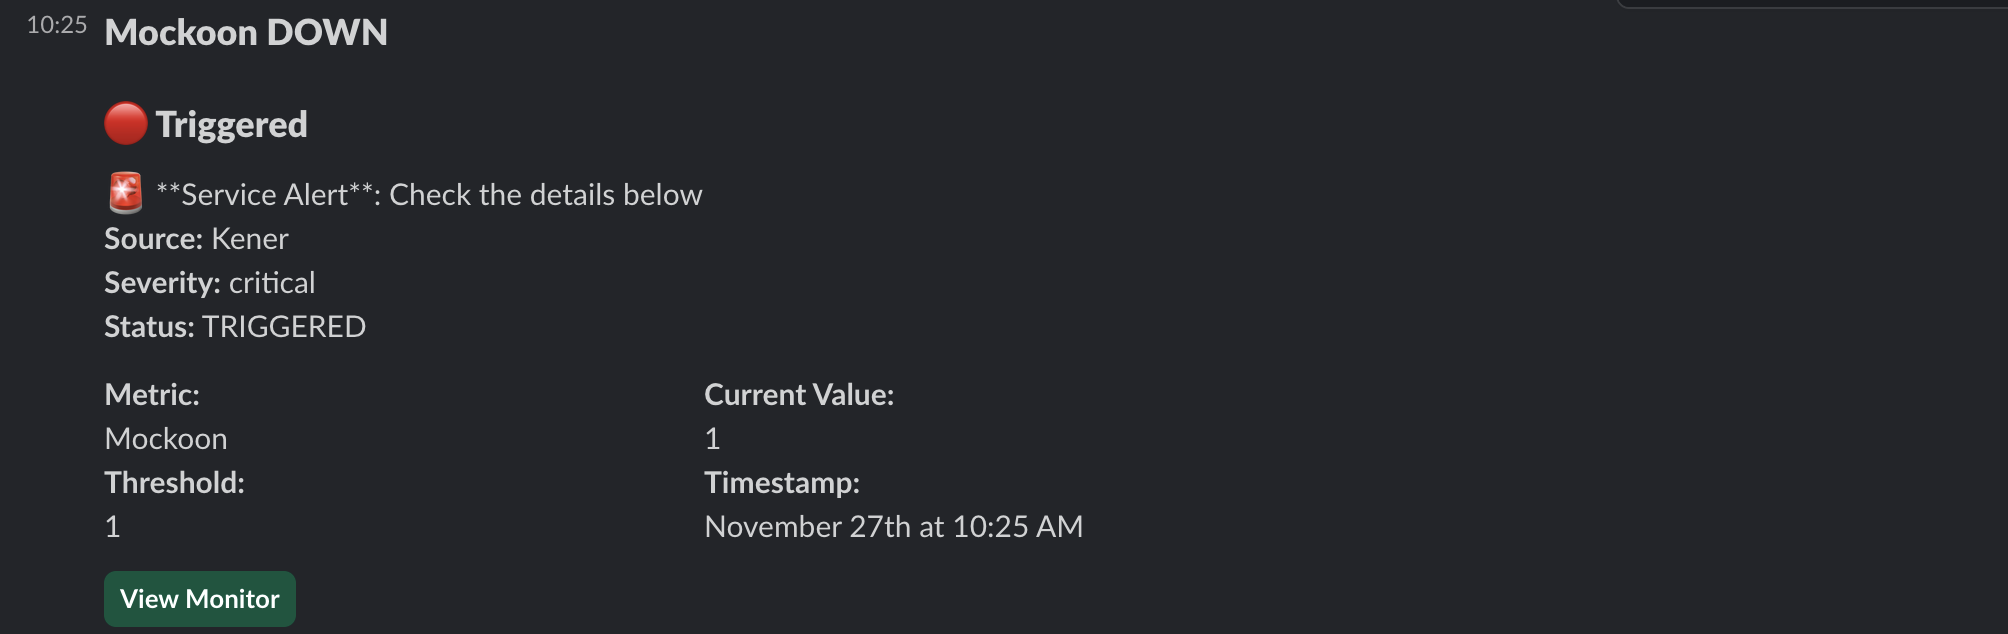 10:25 Mockoon DOWN
🔴 Triggered
🚨 **Service Alert**: Check the details below
Source: Kener
Severity: critical
Status: TRIGGERED
Metric:
Mockoon
Current Value:
1
Threshold:
1
Timestamp:
November 27th at 10:25 AM
View Monitor